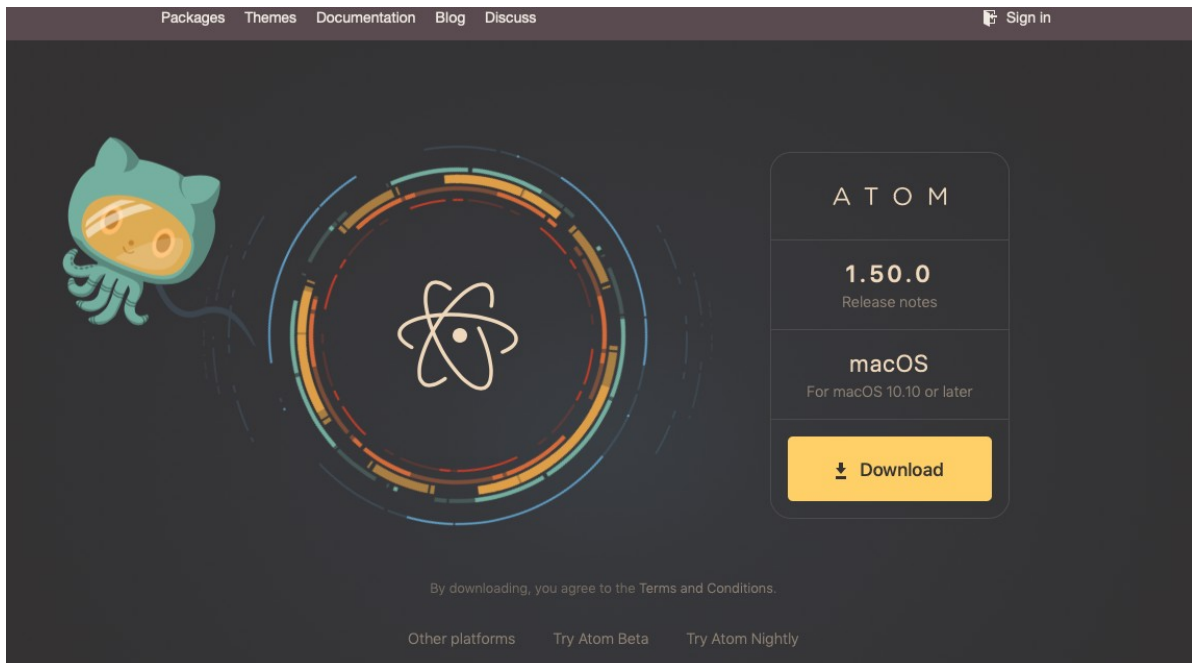 Packages Themes Documentation Blog Discuss Sign in
ATOM
1.50.0
Release notes
macOS
For macOS 10.10 or later
Download
By downloading, you agree to the Terms and Conditions.
Other platforms Try Atom Beta Try Atom Nightly